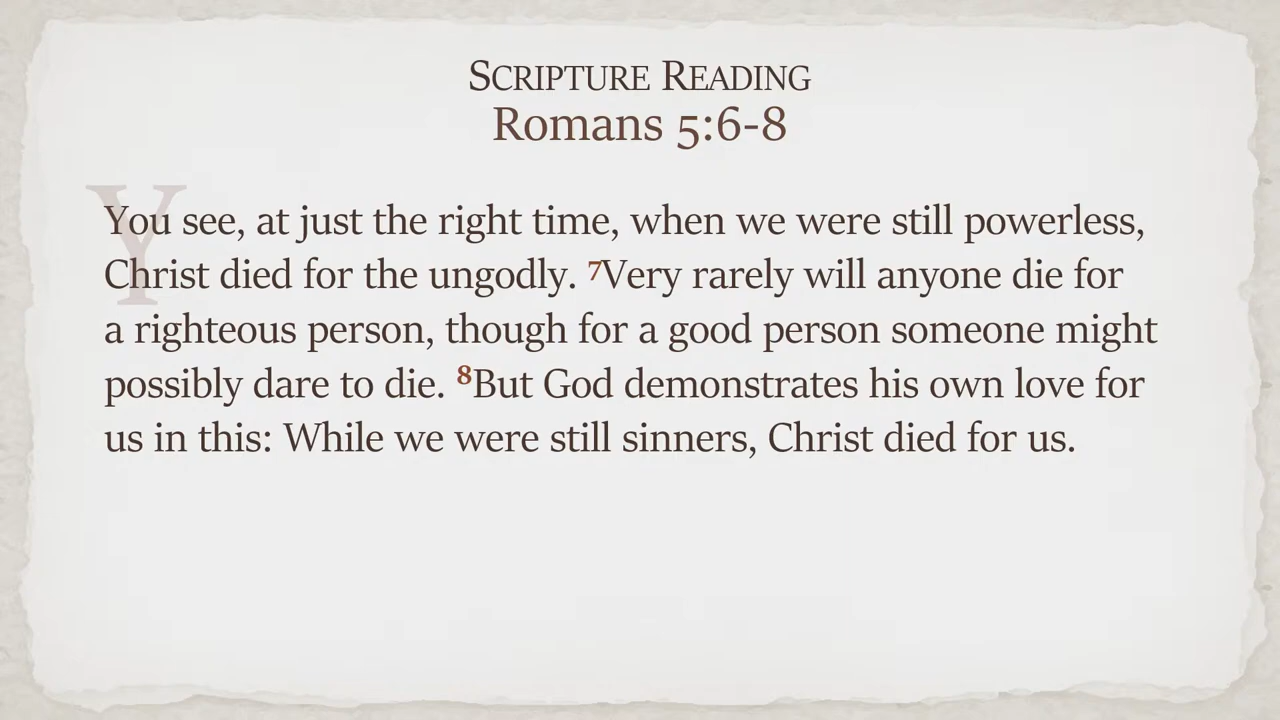 Scripture Reading
Romans 5:6-8
You see, at just the right time, when we were still powerless,
Christ died for the ungodly. ⁷Very rarely will anyone die for
a righteous person, though for a good person someone might
possibly dare to die. ⁸But God demonstrates his own love for
us in this: While we were still sinners, Christ died for us.